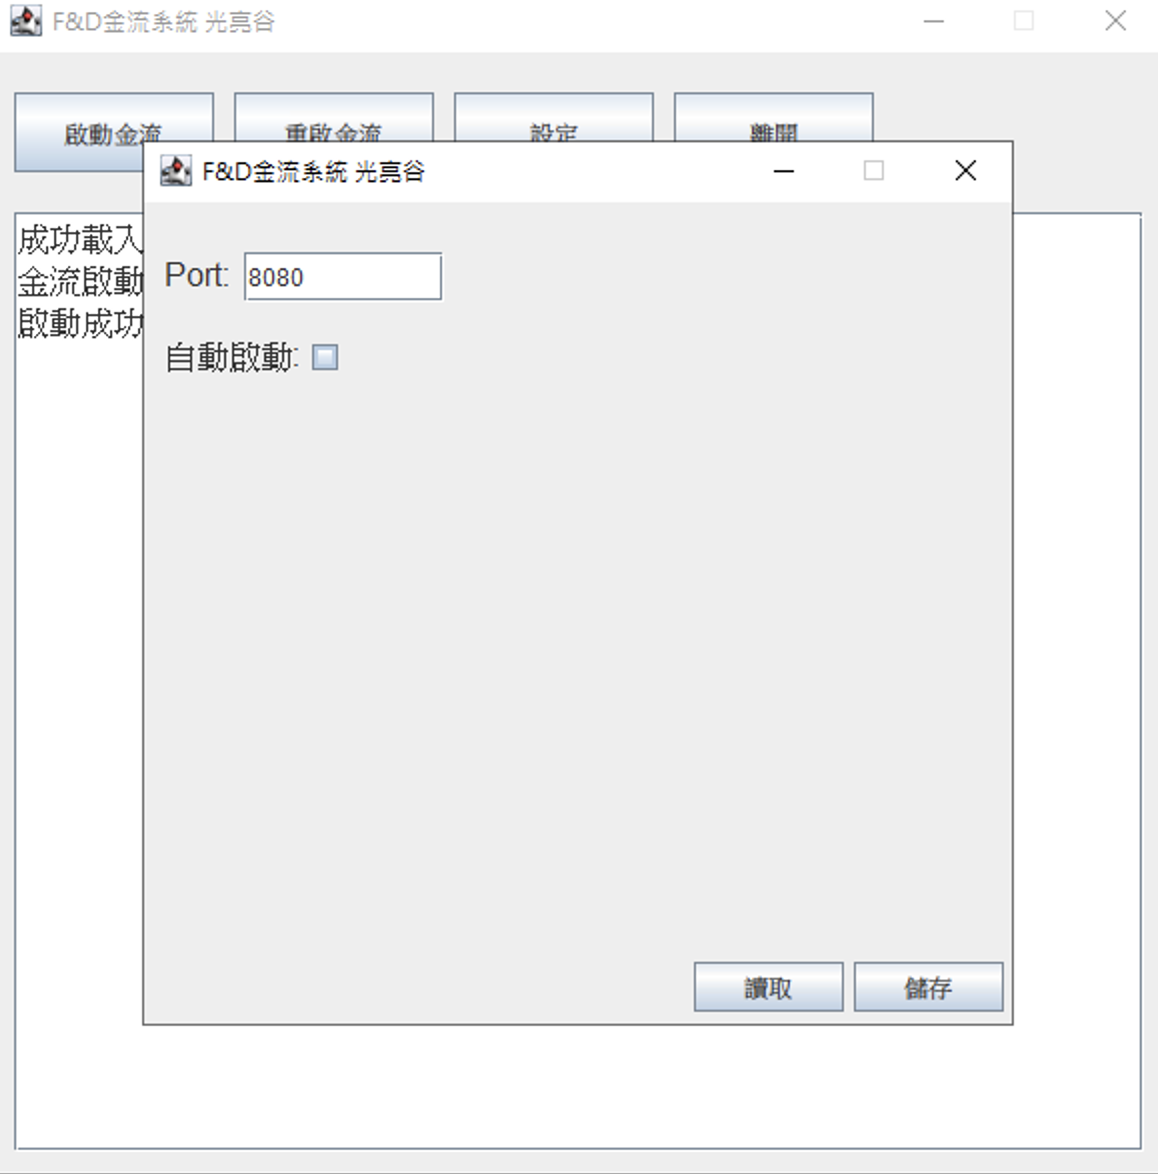 F&D金流系統 光亮谷
啟動金流 重啟金流 設定 離開
F&D金流系統 光亮谷
成功載入
金流啟動
啟動成功
Port: 8080
自動啟動:
讀取 儲存